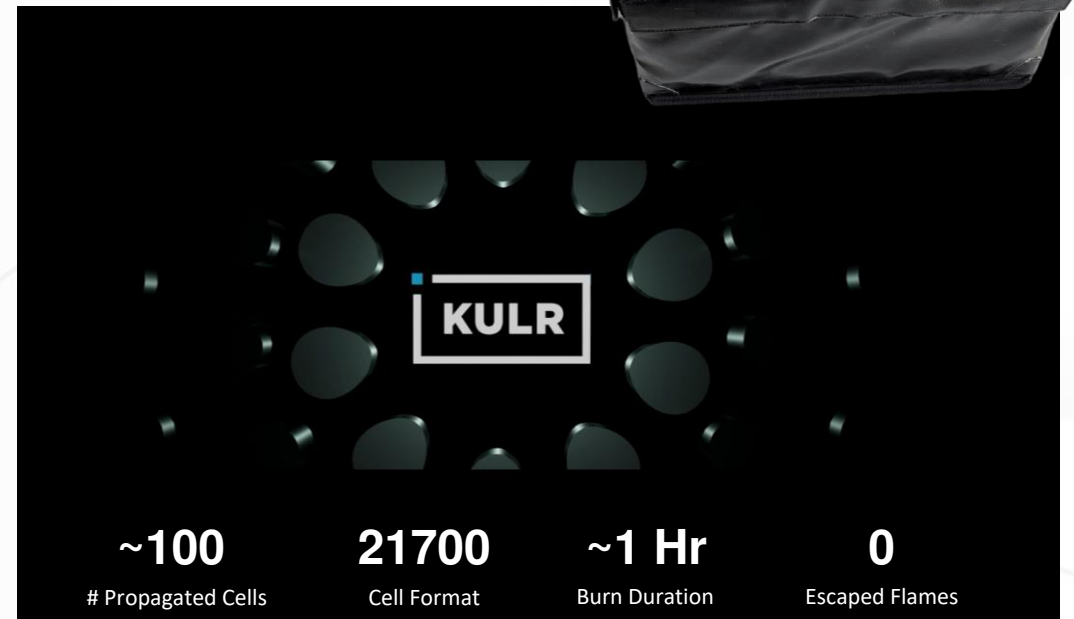 KULR
~100
# Propagated Cells
21700
Cell Format
~1 Hr
Burn Duration
0
Escaped Flames